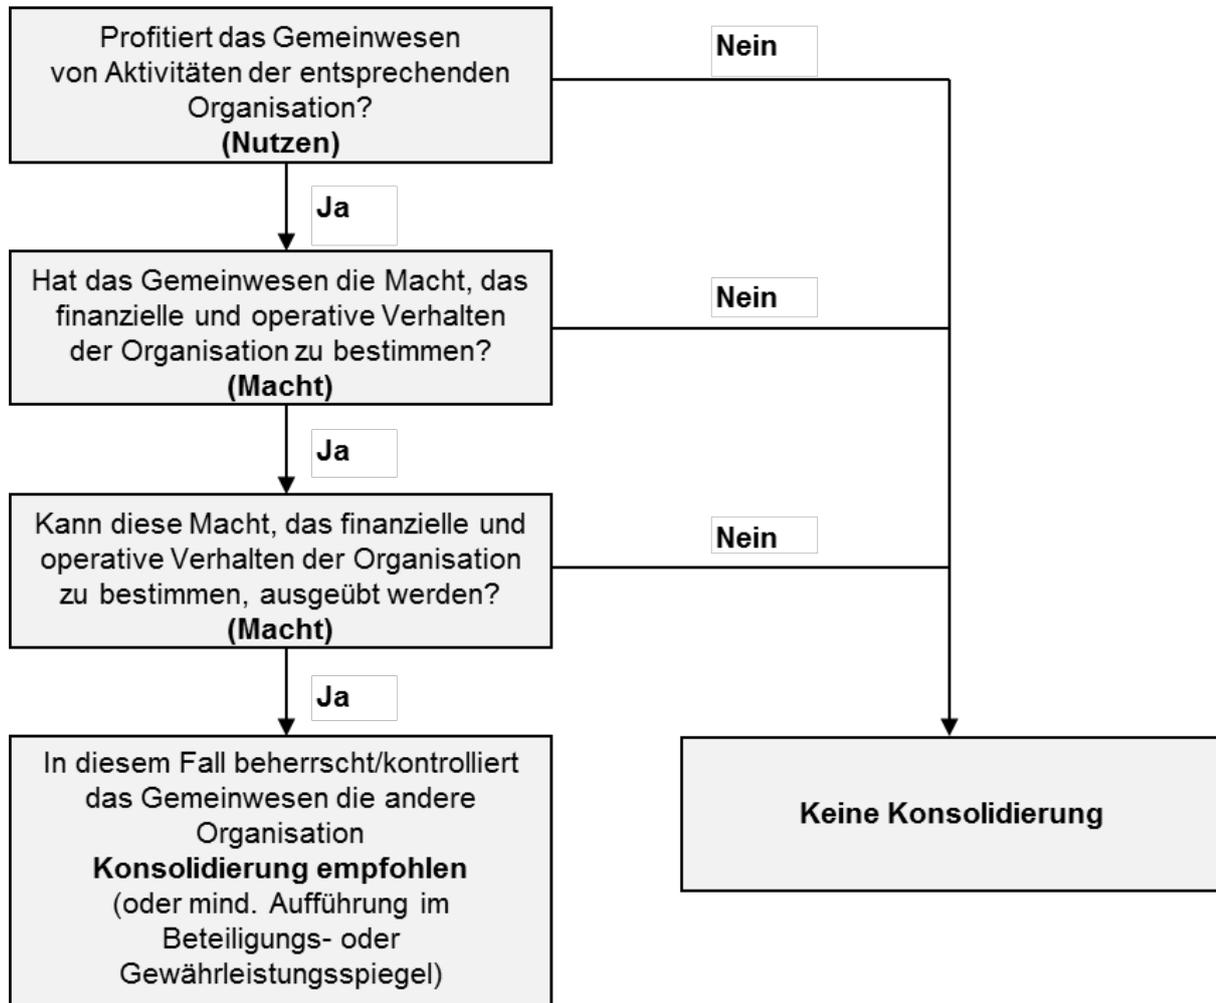 Profitiert das Gemeinwesen
von Aktivitäten der entsprechenden
Organisation?
(Nutzen)
Nein
Ja
Hat das Gemeinwesen die Macht, das
finanzielle und operative Verhalten
der Organisation zu bestimmen?
(Macht)
Nein
Ja
Kann diese Macht, das finanzielle und
operative Verhalten der Organisation
zu bestimmen, ausgeübt werden?
(Macht)
Nein
Ja
In diesem Fall beherrscht/kontrolliert
das Gemeinwesen die andere
Organisation
Konsolidierung empfohlen
(oder mind. Aufführung im
Beteiligungs- oder
Gewährleistungsspiegel)
Keine Konsolidierung